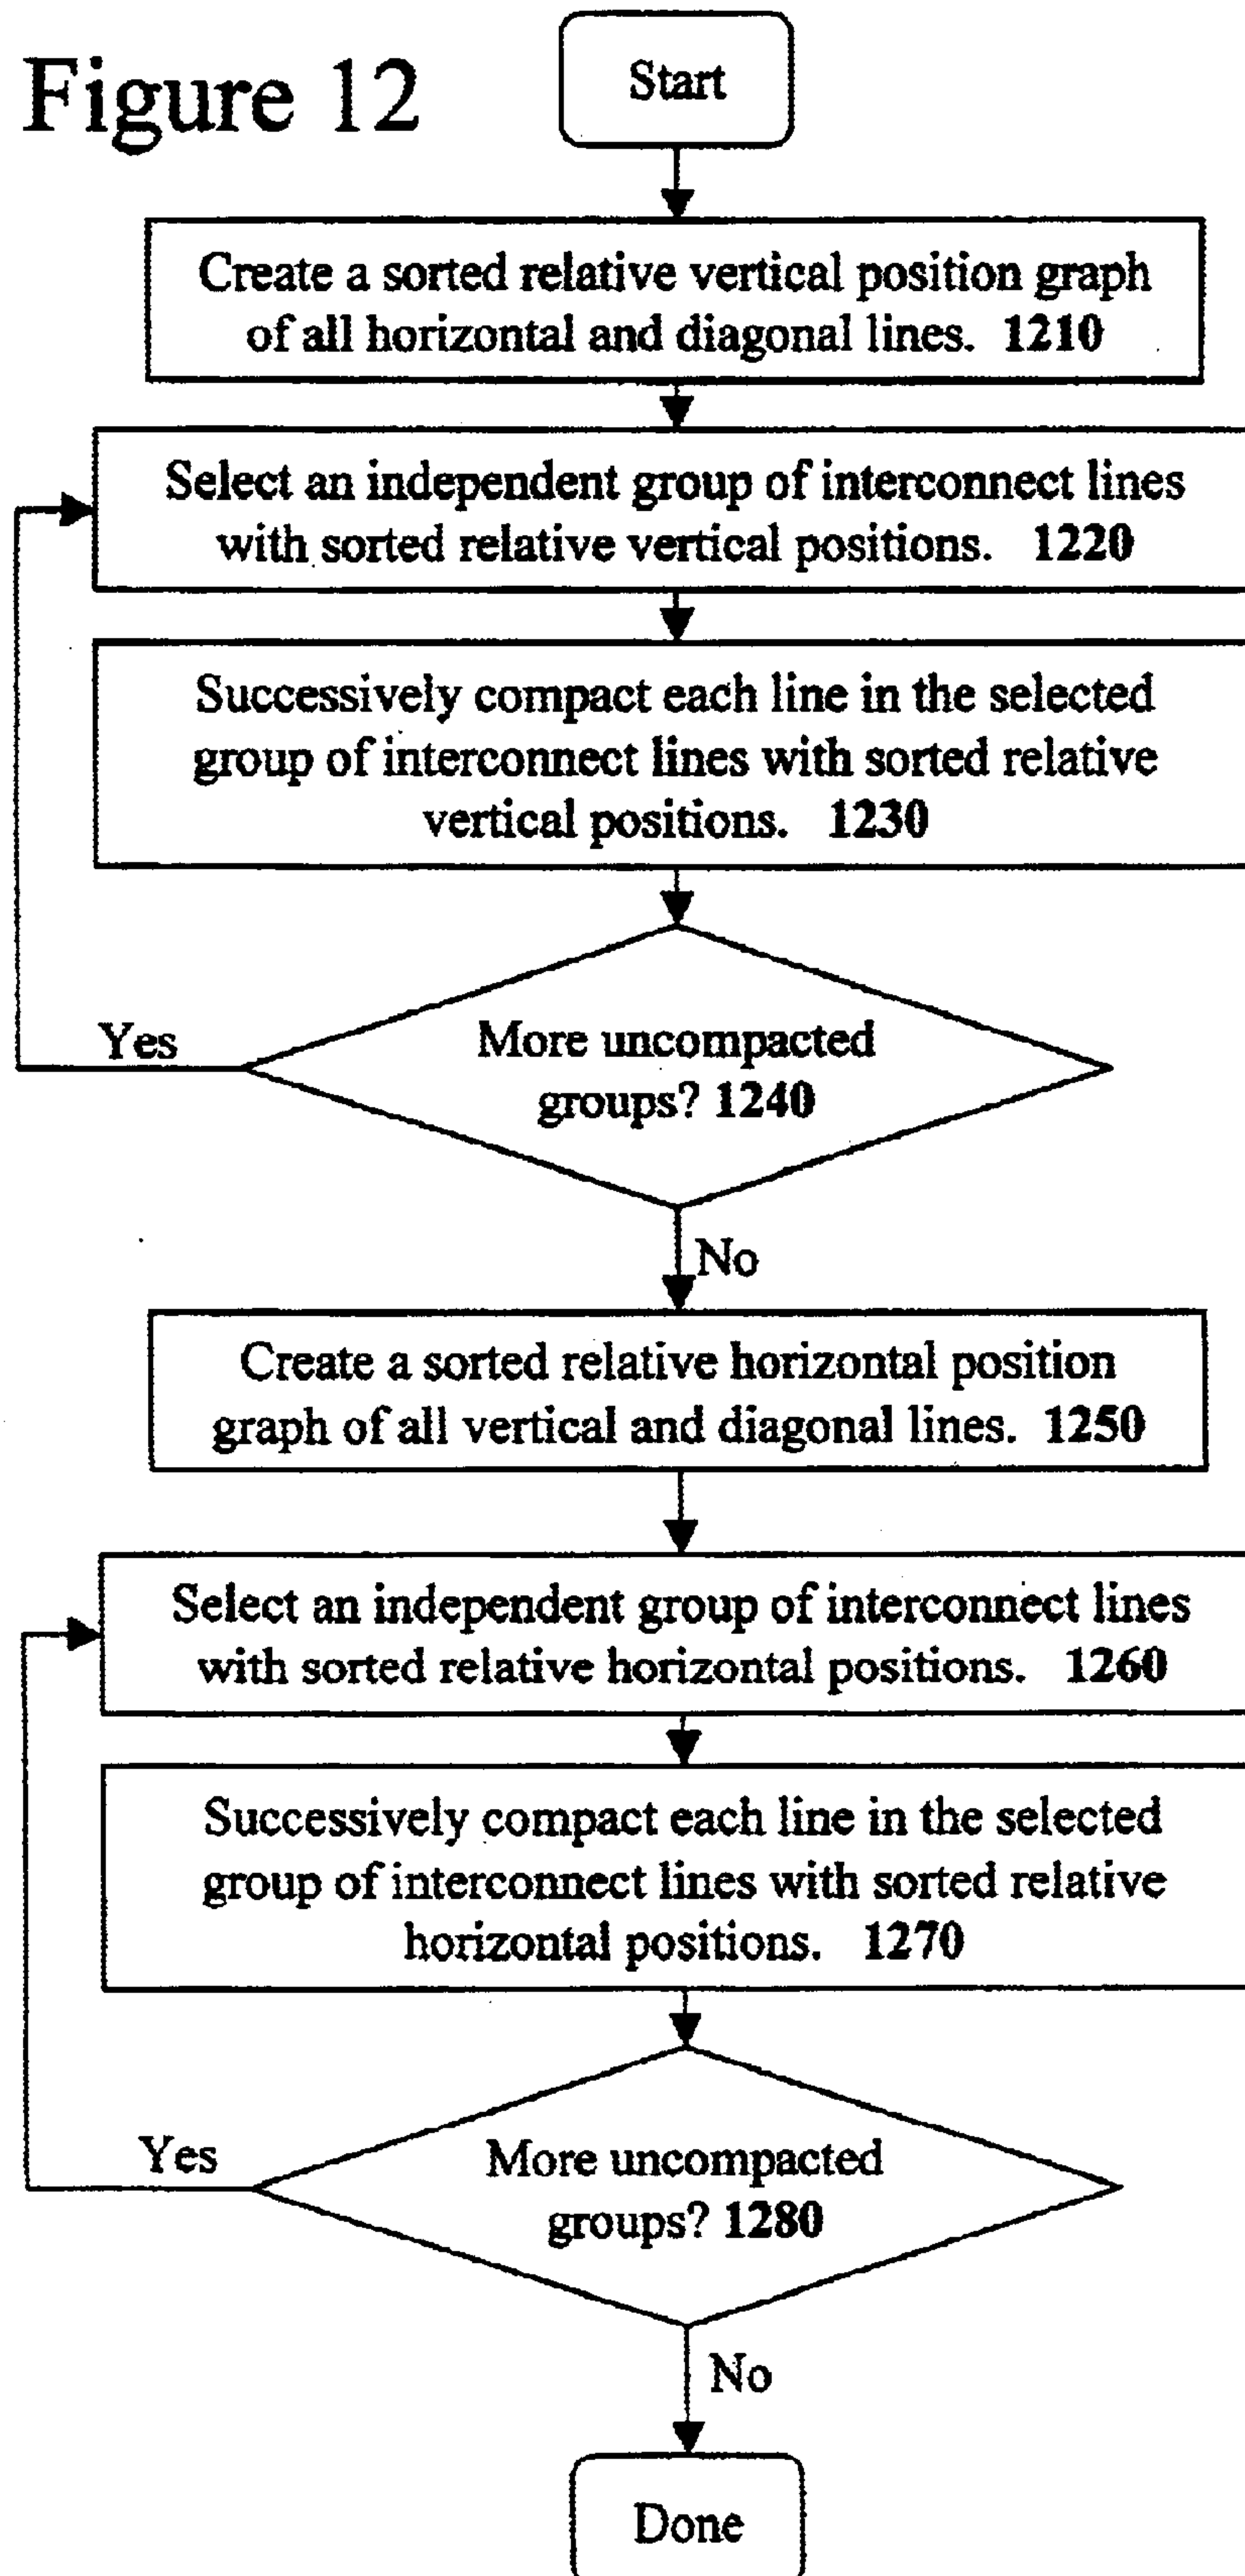 Figure 12
Start
Create a sorted relative vertical position graph
of all horizontal and diagonal lines. 1210
Select an independent group of interconnect lines
with sorted relative vertical positions. 1220
Successively compact each line in the selected
group of interconnect lines with sorted relative
vertical positions. 1230
More uncompacted
groups? 1240
Yes
No
Create a sorted relative horizontal position
graph of all vertical and diagonal lines. 1250
Select an independent group of interconnect lines
with sorted relative horizontal positions. 1260
Successively compact each line in the selected
group of interconnect lines with sorted relative
horizontal positions. 1270
More uncompacted
groups? 1280
Yes
No
Done